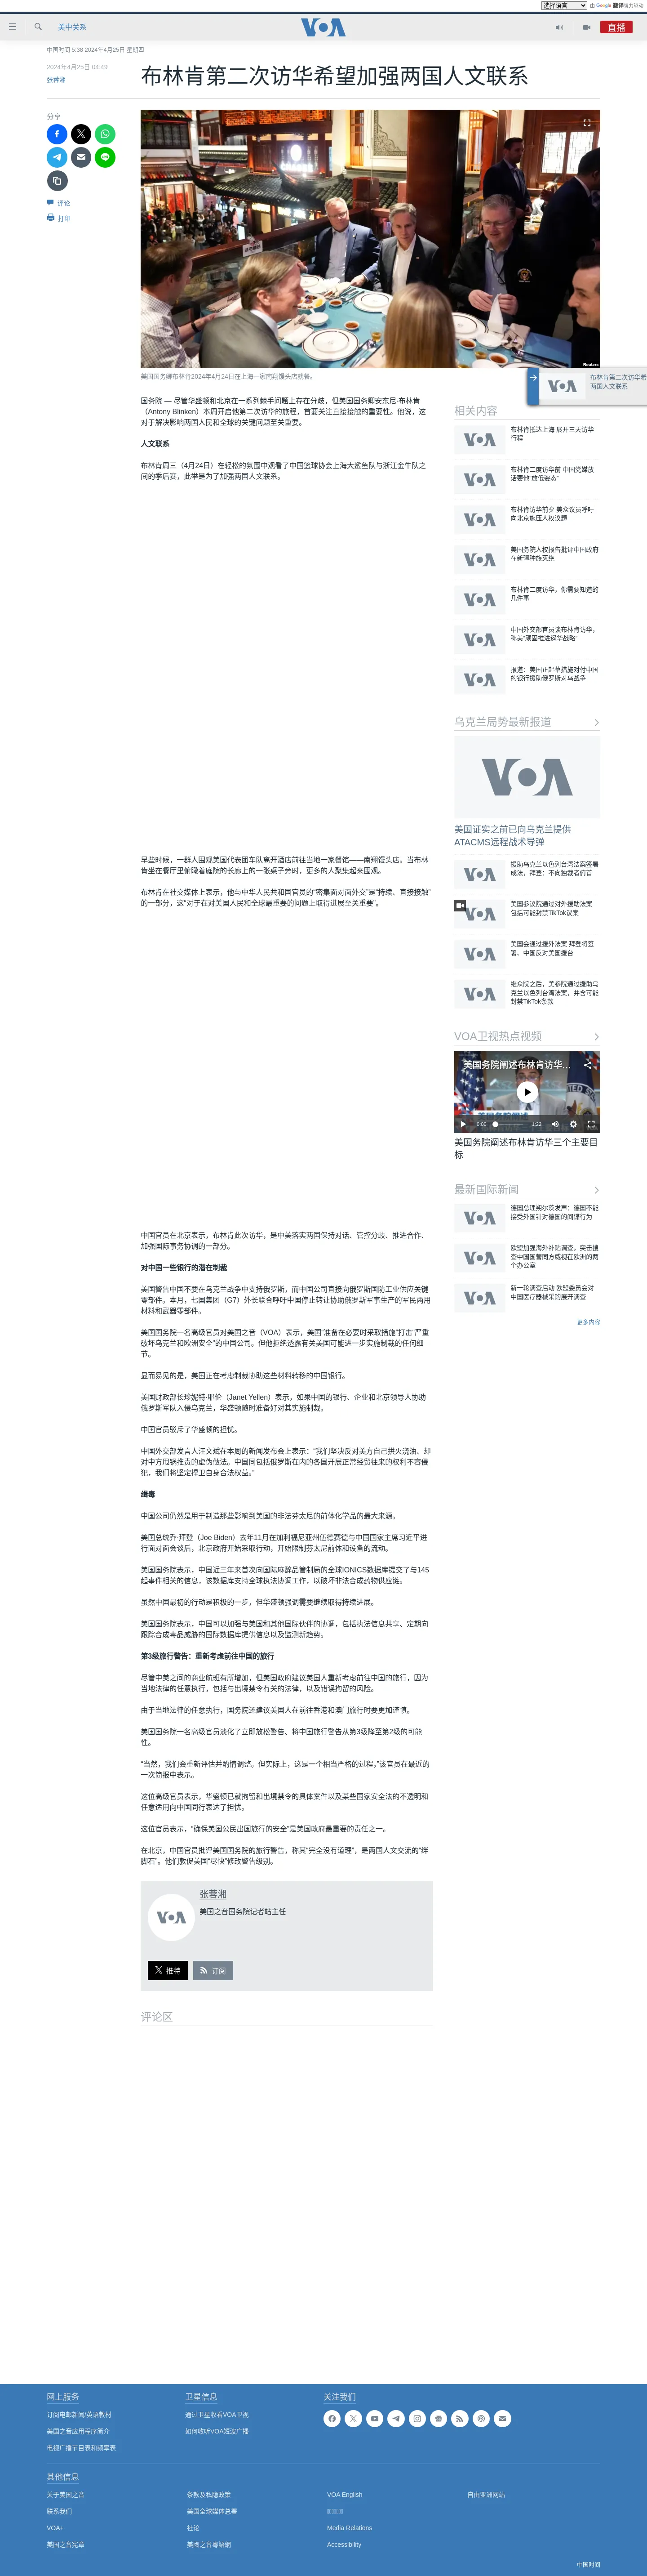 选择语言
由 Google 翻译强力驱动
美中关系
VOA
直播
中国时间 5:38 2024年4月25日 星期四
2024年4月25日 04:49
张蓉湘
布林肯第二次访华希望加强两国人文联系
分享
评论
打印
Reuters
美国国务卿布林肯2024年4月24日在上海一家南翔馒头店就餐。
布林肯第二次访华希
两国人文联系
国务院 — 尽管华盛顿和北京在一系列棘手问题上存在分歧，但美国国务卿安东尼·布林肯
（Antony Blinken）本周开启他第二次访华的旅程，首要关注直接接触的重要性。他说，这
对于解决影响两国人民和全球的关键问题至关重要。
人文联系
布林肯周三（4月24日）在轻松的氛围中观看了中国篮球协会上海大鲨鱼队与浙江金牛队之
间的季后赛，此举是为了加强两国人文联系。
早些时候，一群人围观美国代表团车队离开酒店前往当地一家餐馆——南翔馒头店。当布林
肯坐在餐厅里俯瞰着庭院的长廊上的一张桌子旁时，更多的人聚集起来围观。
布林肯在社交媒体上表示，他与中华人民共和国官员的“密集面对面外交”是“持续、直接接触”
的一部分，这“对于在对美国人民和全球最重要的问题上取得进展至关重要”。
中国官员在北京表示，布林肯此次访华，是中美落实两国保持对话、管控分歧、推进合作、
加强国际事务协调的一部分。
对中国一些银行的潜在制裁
美国警告中国不要在乌克兰战争中支持俄罗斯，而中国公司直接向俄罗斯国防工业供应关键
零部件。本月，七国集团（G7）外长联合呼吁中国停止转让协助俄罗斯军事生产的军民两用
材料和武器零部件。
美国国务院一名高级官员对美国之音（VOA）表示，美国“准备在必要时采取措施”打击“严重
破坏乌克兰和欧洲安全”的中国公司。但他拒绝透露有关美国可能进一步实施制裁的任何细
节。
显而易见的是，美国正在考虑制裁协助这些材料转移的中国银行。
美国财政部长珍妮特·耶伦（Janet Yellen）表示，如果中国的银行、企业和北京领导人协助
俄罗斯军队入侵乌克兰，华盛顿随时准备好对其实施制裁。
中国官员驳斥了华盛顿的担忧。
中国外交部发言人汪文斌在本周的新闻发布会上表示：“我们坚决反对美方自己拱火浇油、却
对中方甩锅推责的虚伪做法。中国同包括俄罗斯在内的各国开展正常经贸往来的权利不容侵
犯，我们将坚定捍卫自身合法权益。”
缉毒
中国公司仍然是用于制造那些影响到美国的非法芬太尼的前体化学品的最大来源。
美国总统乔·拜登（Joe Biden）去年11月在加利福尼亚州伍德赛德与中国国家主席习近平进
行面对面会谈后，北京政府开始采取行动，开始限制芬太尼前体和设备的流动。
美国国务院表示，中国近三年来首次向国际麻醉品管制局的全球IONICS数据库提交了与145
起事件相关的信息，该数据库支持全球执法协调工作，以破坏非法合成药物供应链。
虽然中国最初的行动是积极的一步，但华盛顿强调需要继续取得持续进展。
美国国务院表示，中国可以加强与美国和其他国际伙伴的协调，包括执法信息共享、定期向
跟踪合成毒品威胁的国际数据库提供信息以及监测新趋势。
第3级旅行警告：重新考虑前往中国的旅行
尽管中美之间的商业航班有所增加，但美国政府建议美国人重新考虑前往中国的旅行，因为
当地法律的任意执行，包括与出境禁令有关的法律，以及错误拘留的风险。
由于当地法律的任意执行，国务院还建议美国人在前往香港和澳门旅行时要更加谨慎。
美国国务院一名高级官员淡化了立即放松警告、将中国旅行警告从第3级降至第2级的可能
性。
“当然，我们会重新评估并酌情调整。但实际上，这是一个相当严格的过程，”该官员在最近的
一次简报中表示。
这位高级官员表示，华盛顿已就拘留和出境禁令的具体案件以及某些国家安全法的不透明和
任意适用向中国同行表达了担忧。
这位官员表示，“确保美国公民出国旅行的安全”是美国政府最重要的责任之一。
在北京，中国官员批评美国国务院的旅行警告，称其“完全没有道理”，是两国人文交流的“绊
脚石”。他们敦促美国“尽快”修改警告级别。
张蓉湘
美国之音国务院记者站主任
推特
订阅
评论区
相关内容
布林肯抵达上海 展开三天访华
行程
布林肯二度访华前 中国党媒放
话要他“放低姿态”
布林肯访华前夕 美众议员呼吁
向北京施压人权议题
美国务院人权报告批评中国政府
在新疆种族灭绝
布林肯二度访华，你需要知道的
几件事
中国外交部官员谈布林肯访华，
称美“顽固推进遏华战略”
报道：美国正起草措施对付中国
的银行援助俄罗斯对乌战争
乌克兰局势最新报道
美国证实之前已向乌克兰提供
ATACMS远程战术导弹
援助乌克兰以色列台湾法案签署
成法，拜登：不向独裁者俯首
美国参议院通过对外援助法案
包括可能封禁TikTok议案
美国会通过援外法案 拜登将签
署、中国反对美国援台
继众院之后，美参院通过援助乌
克兰以色列台湾法案，并含可能
封禁TikTok条款
VOA卫视热点视频
美国务院阐述布林肯访华...
0:00
1:23
美国务院阐述布林肯访华三个主要目
标
最新国际新闻
德国总理朔尔茨发声：德国不能
接受外国针对德国的间谍行为
欧盟加强海外补贴调查，突击搜
查中国国营同方威视在欧洲的两
个办公室
新一轮调查启动 欧盟委员会对
中国医疗器械采购展开调查
更多内容
网上服务
订阅电邮新闻/英语教材
美国之音应用程序简介
电视广播节目表和频率表
卫星信息
通过卫星收看VOA卫视
如何收听VOA短波广播
关注我们
其他信息
关于美国之音
条款及私隐政策
VOA English
自由亚洲网站
联系我们
美国全球媒体总署
VOA+
社论
Media Relations
美国之音宪章
美國之音粵語網
Accessibility
中国时间